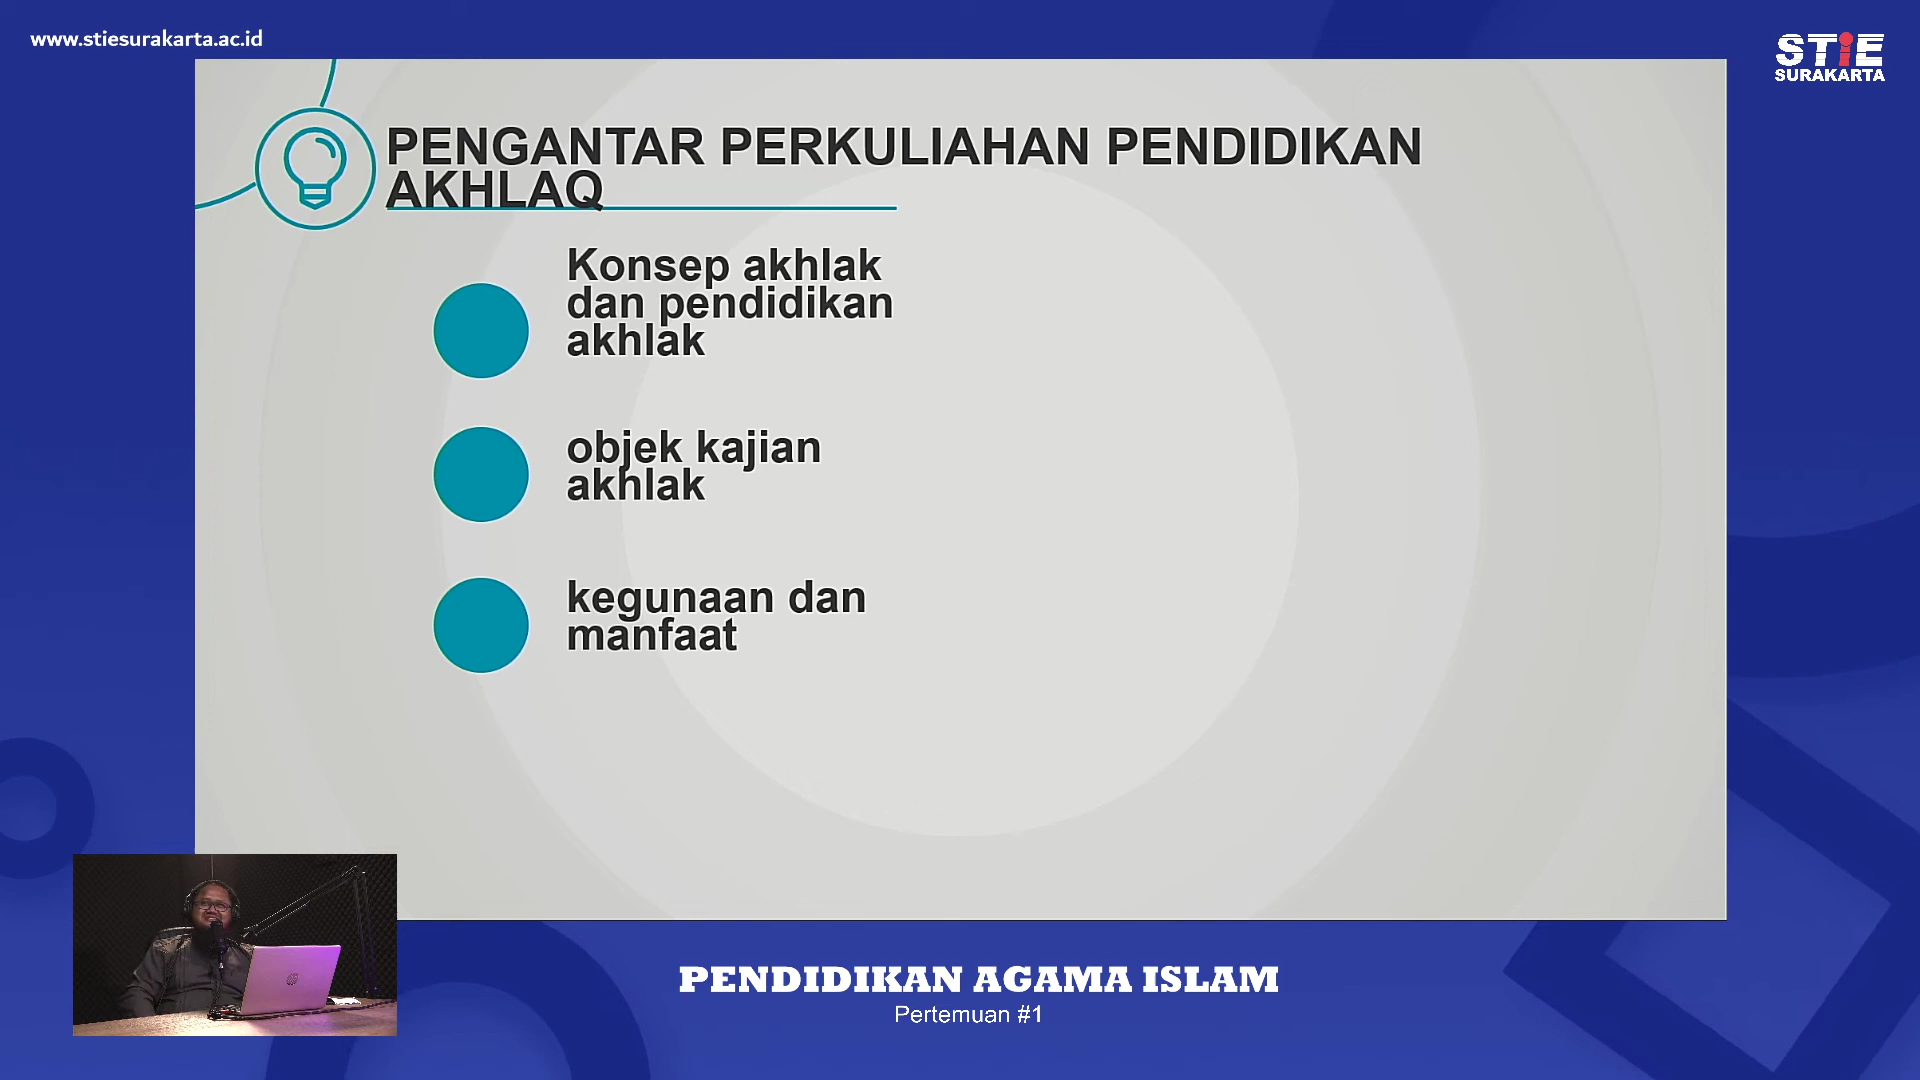 www.stiesurakarta.ac.id
STiE
SURAKARTA
PENGANTAR PERKULIAHAN PENDIDIKAN
AKHLAQ
Konsep akhlak
dan pendidikan
akhlak
objek kajian
akhlak
kegunaan dan
manfaat
PENDIDIKAN AGAMA ISLAM
Pertemuan #1